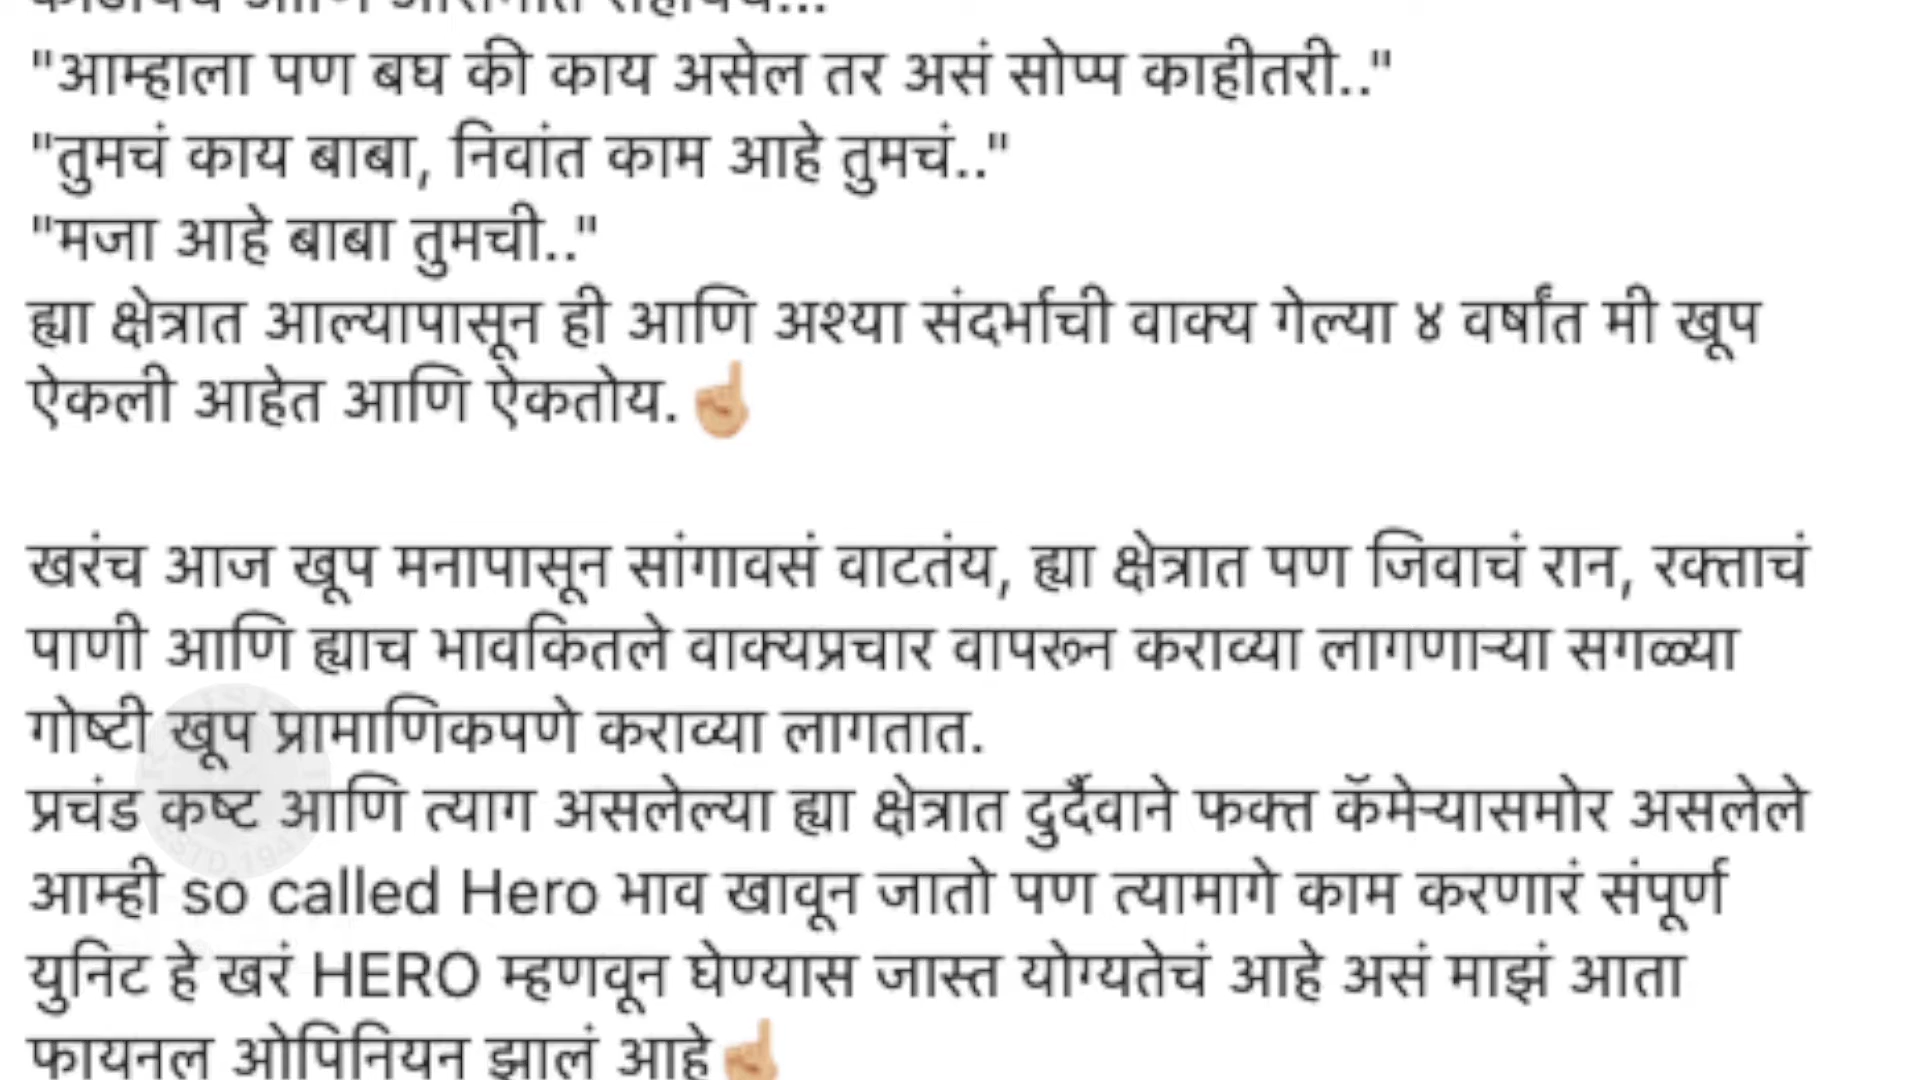 "आम्हाला पण बघ की काय असेल तर असं सोप्प काहीतरी.."
"तुमचं काय बाबा, निवांत काम आहे तुमचं.."
"मजा आहे बाबा तुमची.."
ह्या क्षेत्रात आल्यापासून ही आणि अश्या संदर्भाची वाक्य गेल्या ४ वर्षांत मी खूप
ऐकली आहेत आणि ऐकतोय.☝🏼
खरंच आज खूप मनापासून सांगावसं वाटतंय, ह्या क्षेत्रात पण जिवाचं रान, रक्ताचं
पाणी आणि ह्याच भावकितले वाक्यप्रचार वापरून कराव्या लागणाऱ्या सगळ्या
गोष्टी खूप प्रामाणिकपणे कराव्या लागतात.
प्रचंड कष्ट आणि त्याग असलेल्या ह्या क्षेत्रात दुर्दैवाने फक्त कॅमेऱ्यासमोर असलेले
आम्ही so called Hero भाव खावून जातो पण त्यामागे काम करणारं संपूर्ण
युनिट हे खरं HERO म्हणवून घेण्यास जास्त योग्यतेचं आहे असं माझं आता
फायनल ओपिनियन झालं आहे☝🏼